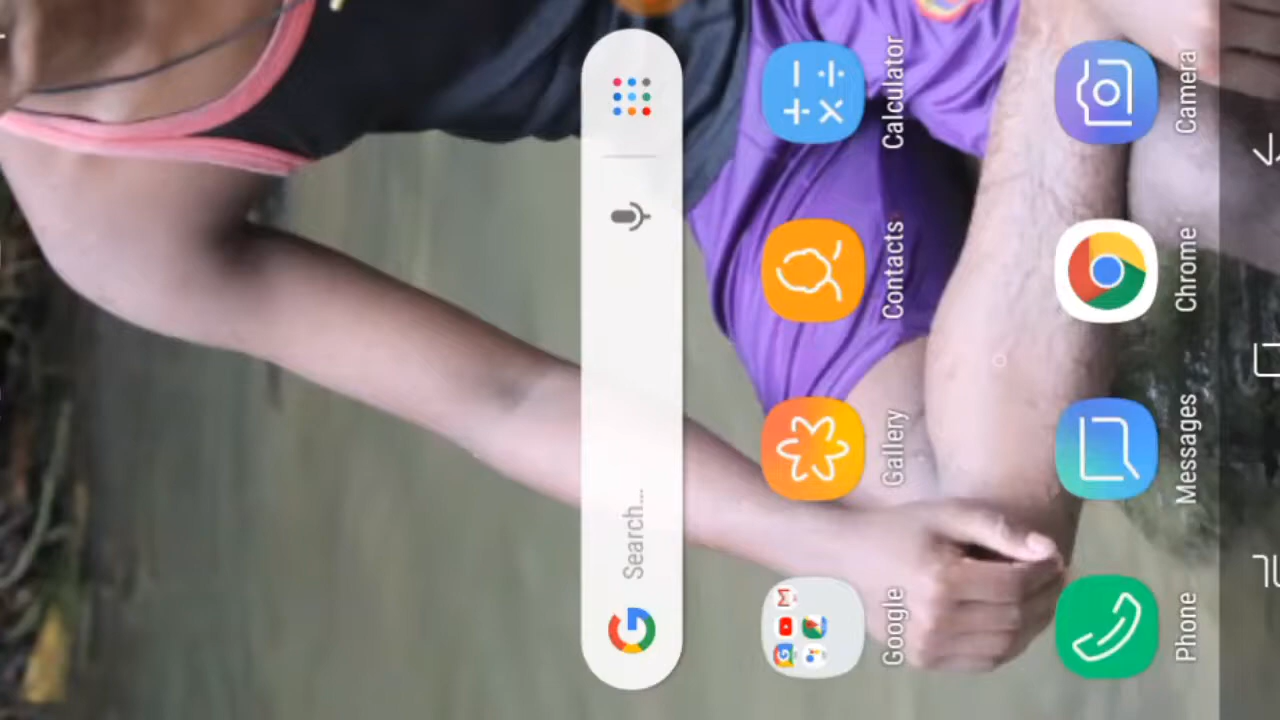 Search...
Google
Gallery
Contacts
Calculator
Phone
Messages
Chrome
Camera